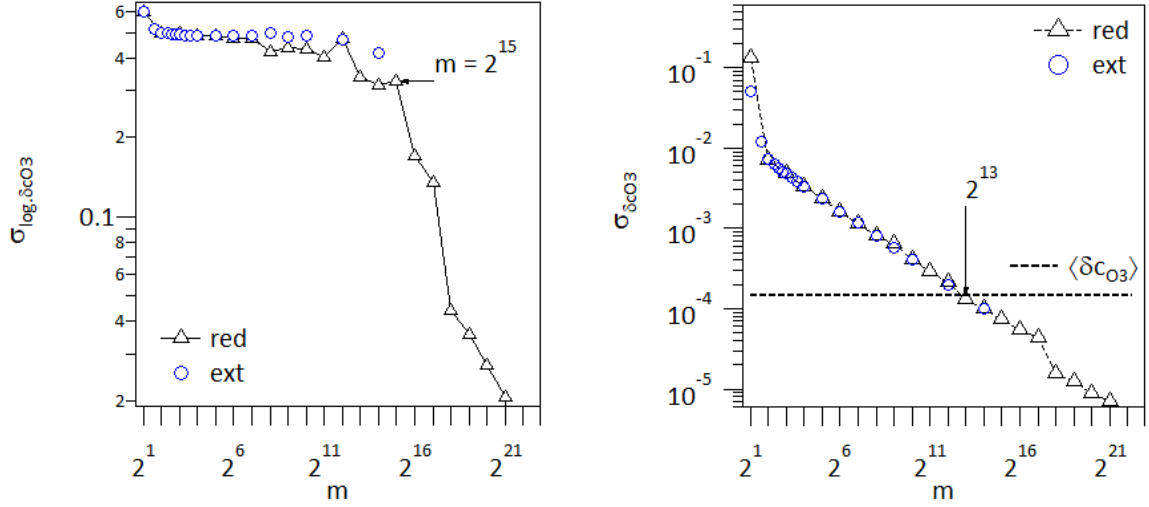 6
5
4
2
0.1
8
6
4
2
σlog.δcO3
m = 2^15
red
ext
2^1 2^6 2^11 2^16 2^21
m
10^-1
10^-2
10^-3
10^-4
10^-5
σδcO3
red
ext
2^13
⟨δcO3⟩
2^1 2^6 2^11 2^16 2^21
m